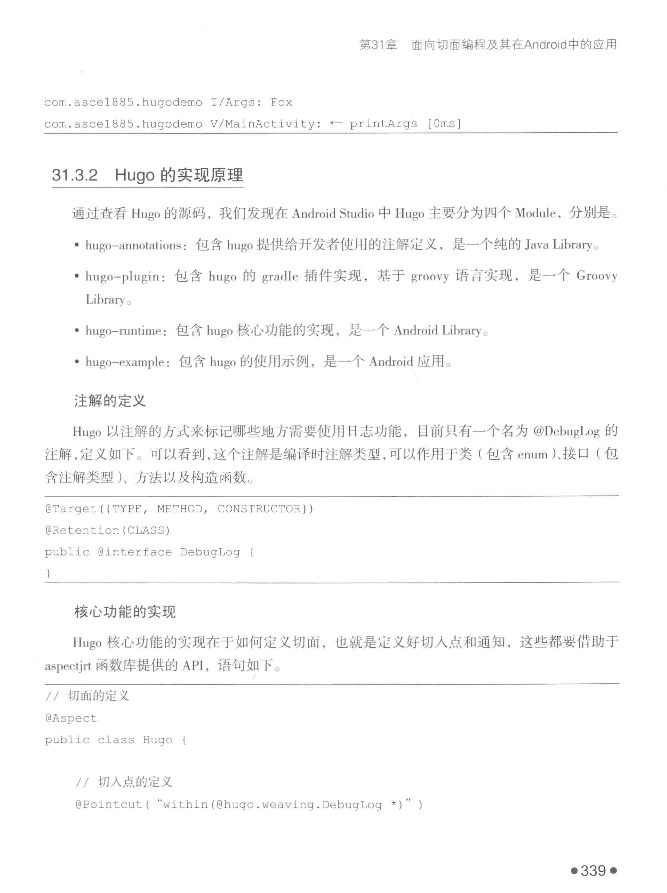 第31章 面向切面编程及其在Android中的应用
com.asce1885.hugodemo I/Args: Fox
com.asce1885.hugodemo V/MainActivity: ← printArgs [0ms]
31.3.2 Hugo 的实现原理
通过查看 Hugo 的源码，我们发现在 Android Studio 中 Hugo 主要分为四个 Module，分别是。
• hugo-annotations：包含 hugo 提供给开发者使用的注解定义，是一个纯的 Java Library。
• hugo-plugin：包含 hugo 的 gradle 插件实现，基于 groovy 语言实现，是一个 Groovy
Library。
• hugo-runtime：包含 hugo 核心功能的实现，是一个 Android Library。
• hugo-example：包含 hugo 的使用示例，是一个 Android 应用。
注解的定义
Hugo 以注解的方式来标记哪些地方需要使用日志功能，目前只有一个名为 @DebugLog 的
注解，定义如下。可以看到，这个注解是编译时注解类型，可以作用于类（包含 enum）、接口（包
含注解类型）、方法以及构造函数。
@Target({TYPE, METHOD, CONSTRUCTOR})
@Retention(CLASS)
public @interface DebugLog {
}
核心功能的实现
Hugo 核心功能的实现在于如何定义切面，也就是定义好切入点和通知，这些都要借助于
aspectjrt 函数库提供的 API，语句如下。
// 切面的定义
@Aspect
public class Hugo {
// 切入点的定义
@Pointcut( “within(@hugo.weaving.DebugLog *)” )
•339•